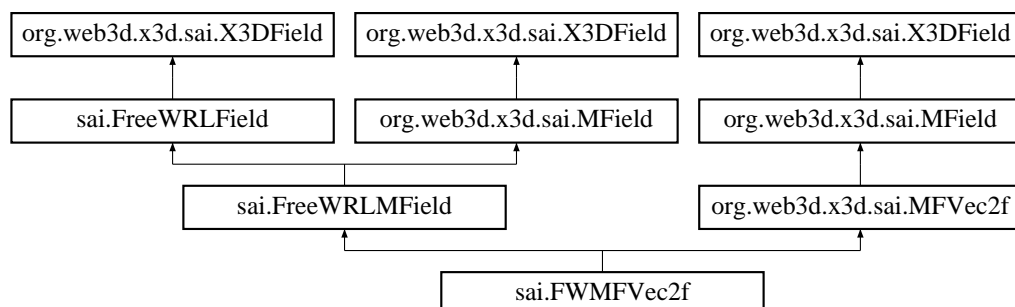 org.web3d.x3d.sai.X3DField
org.web3d.x3d.sai.X3DField
org.web3d.x3d.sai.X3DField
sai.FreeWRLField
org.web3d.x3d.sai.MField
org.web3d.x3d.sai.MField
sai.FreeWRLMField
org.web3d.x3d.sai.MFVec2f
sai.FWMFVec2f